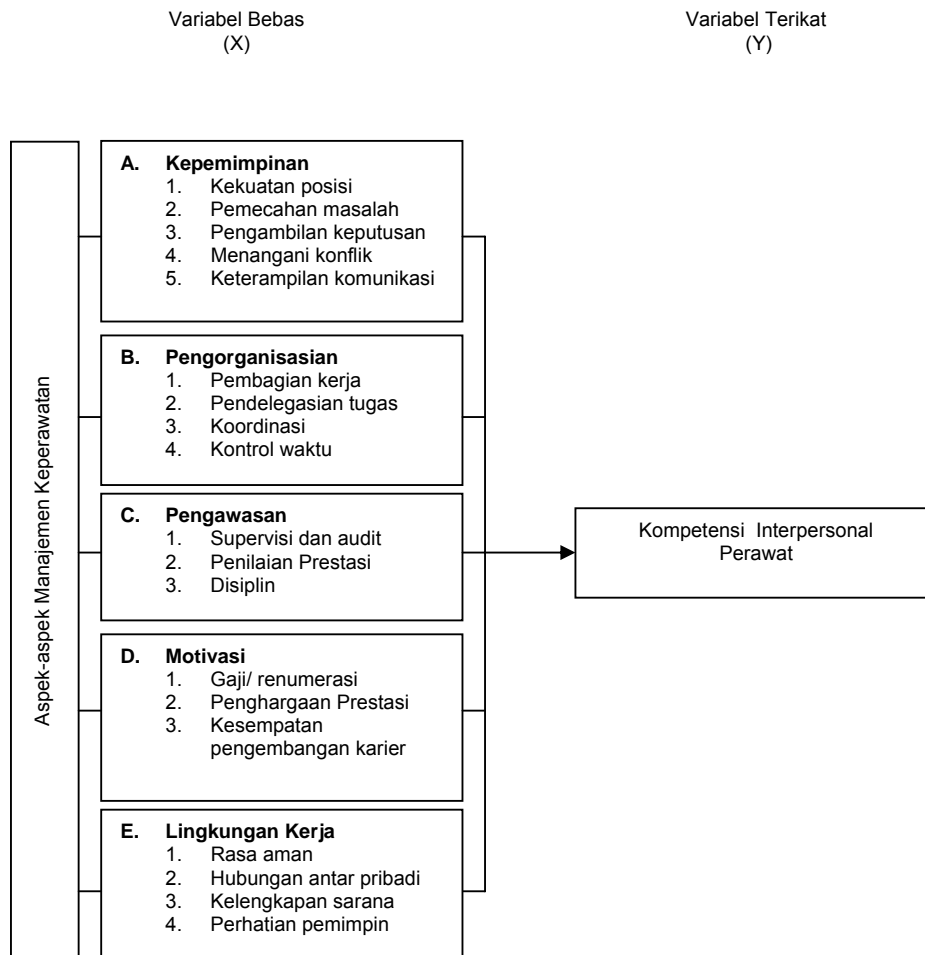 Variabel Bebas
(X)
Variabel Terikat
(Y)
Aspek-aspek Manajemen Keperawatan
A. Kepemimpinan
1. Kekuatan posisi
2. Pemecahan masalah
3. Pengambilan keputusan
4. Menangani konflik
5. Keterampilan komunikasi
B. Pengorganisasian
1. Pembagian kerja
2. Pendelegasian tugas
3. Koordinasi
4. Kontrol waktu
C. Pengawasan
1. Supervisi dan audit
2. Penilaian Prestasi
3. Disiplin
D. Motivasi
1. Gaji/ renumerasi
2. Penghargaan Prestasi
3. Kesempatan
pengembangan karier
E. Lingkungan Kerja
1. Rasa aman
2. Hubungan antar pribadi
3. Kelengkapan sarana
4. Perhatian pemimpin
Kompetensi Interpersonal
Perawat